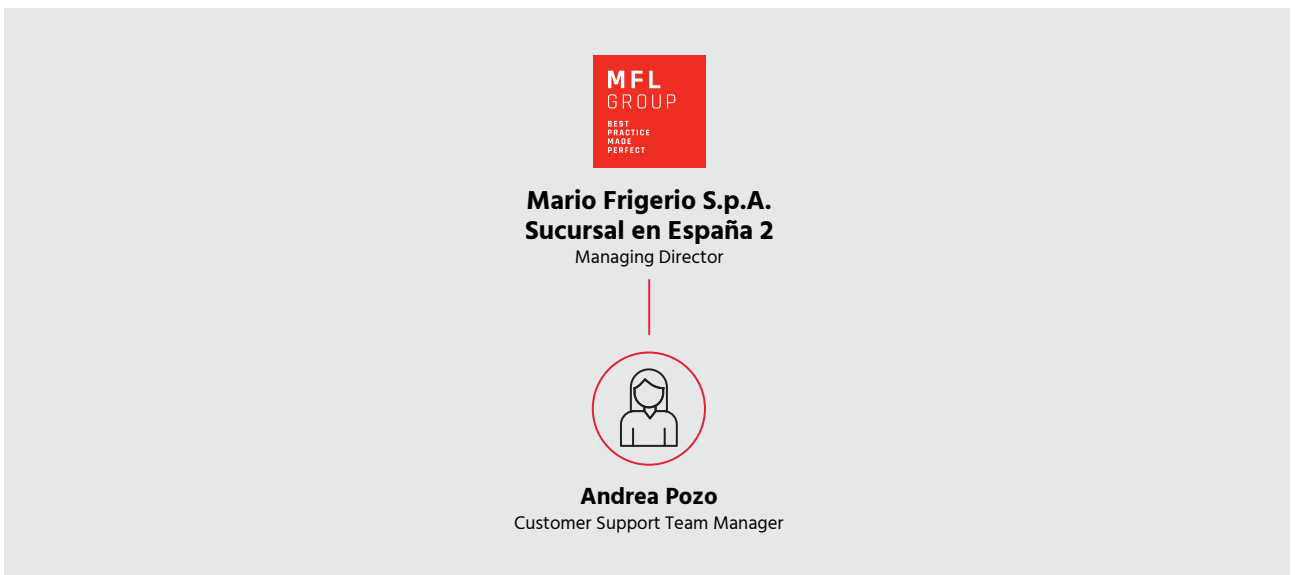 MFL
GROUP
BEST
PRACTICE
MADE
PERFECT
Mario Frigerio S.p.A.
Sucursal en España 2
Managing Director
Andrea Pozo
Customer Support Team Manager